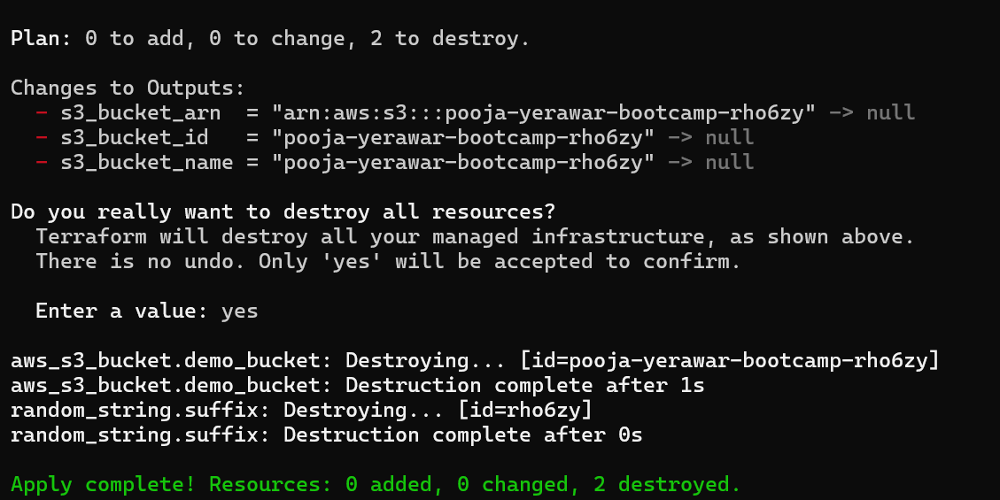 Plan: 0 to add, 0 to change, 2 to destroy.
Changes to Outputs:
- s3_bucket_arn  = "arn:aws:s3:::pooja-yerawar-bootcamp-rho6zy" -> null
- s3_bucket_id   = "pooja-yerawar-bootcamp-rho6zy" -> null
- s3_bucket_name = "pooja-yerawar-bootcamp-rho6zy" -> null
Do you really want to destroy all resources?
Terraform will destroy all your managed infrastructure, as shown above.
There is no undo. Only 'yes' will be accepted to confirm.
Enter a value: yes
aws_s3_bucket.demo_bucket: Destroying... [id=pooja-yerawar-bootcamp-rho6zy]
aws_s3_bucket.demo_bucket: Destruction complete after 1s
random_string.suffix: Destroying... [id=rho6zy]
random_string.suffix: Destruction complete after 0s
Apply complete! Resources: 0 added, 0 changed, 2 destroyed.